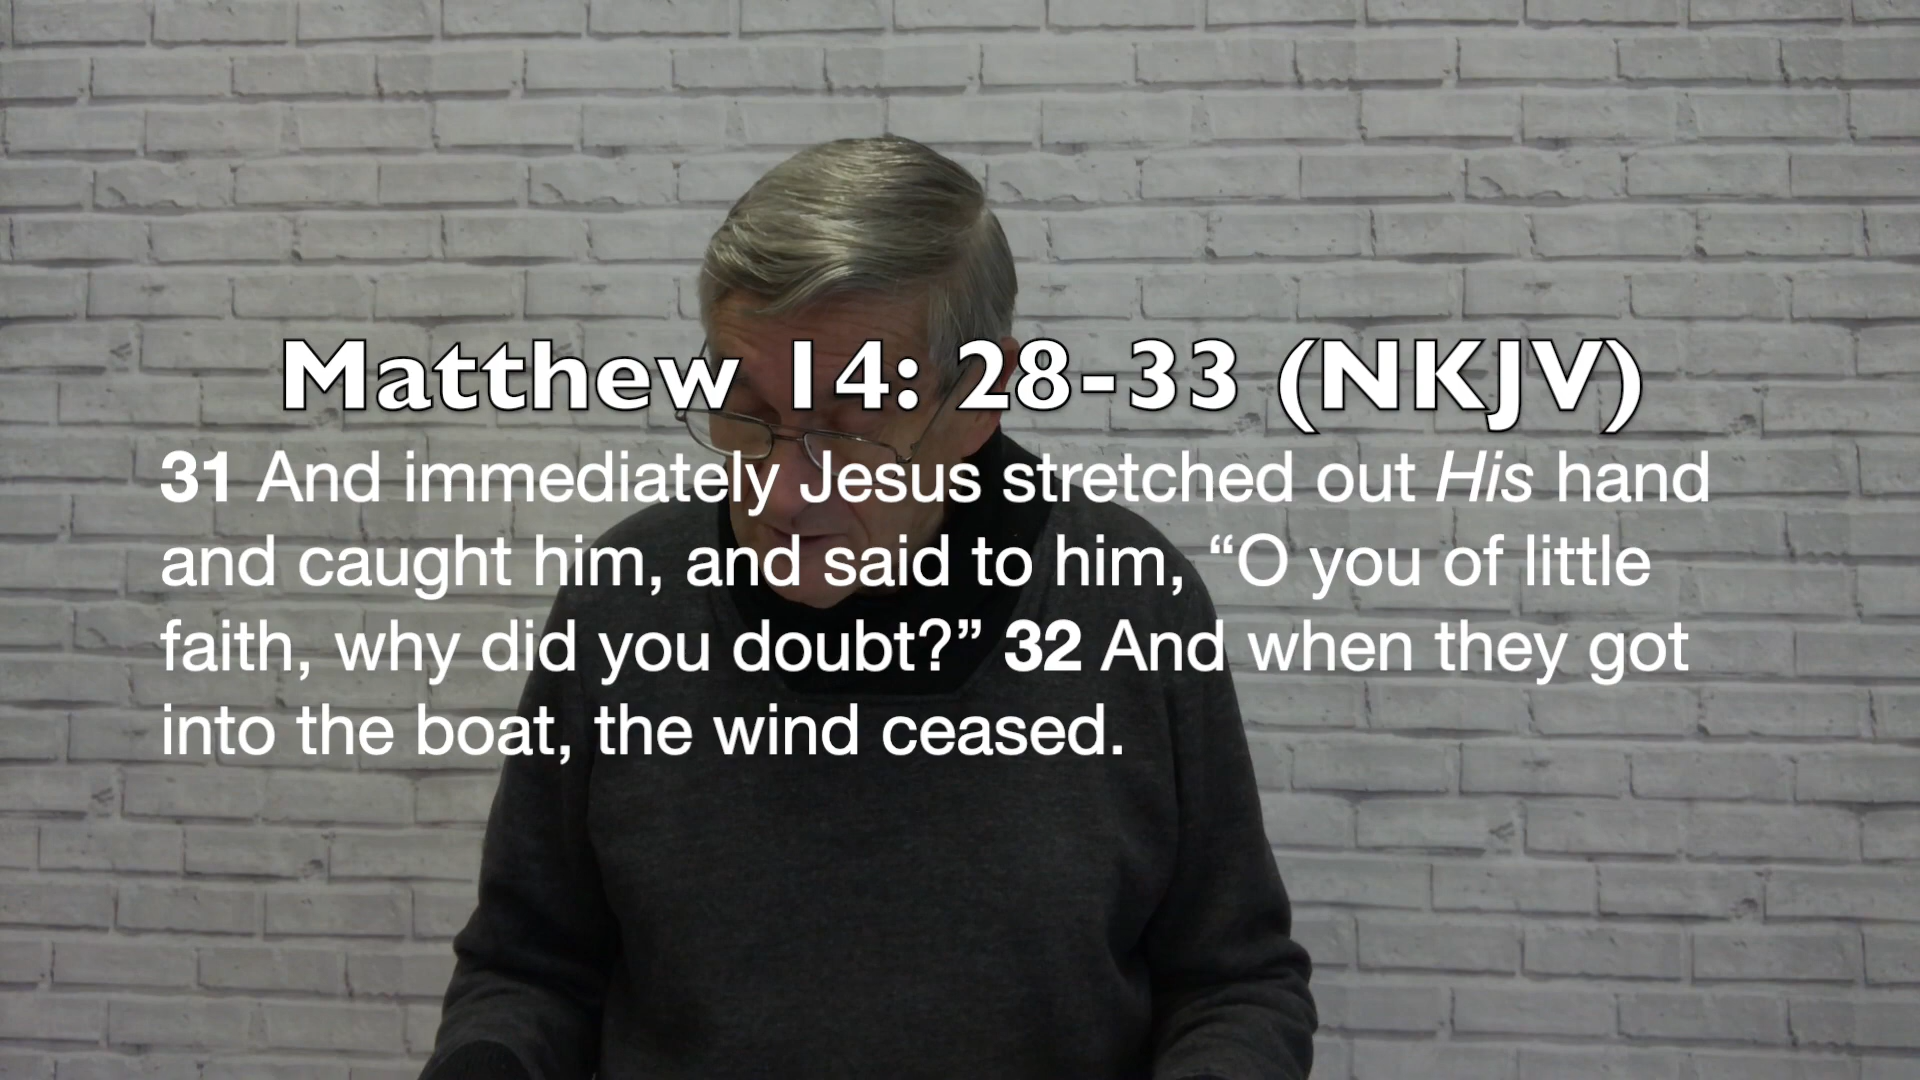 Matthew 14: 28-33 (NKJV)
31 And immediately Jesus stretched out His hand
and caught him, and said to him, “O you of little
faith, why did you doubt?” 32 And when they got
into the boat, the wind ceased.